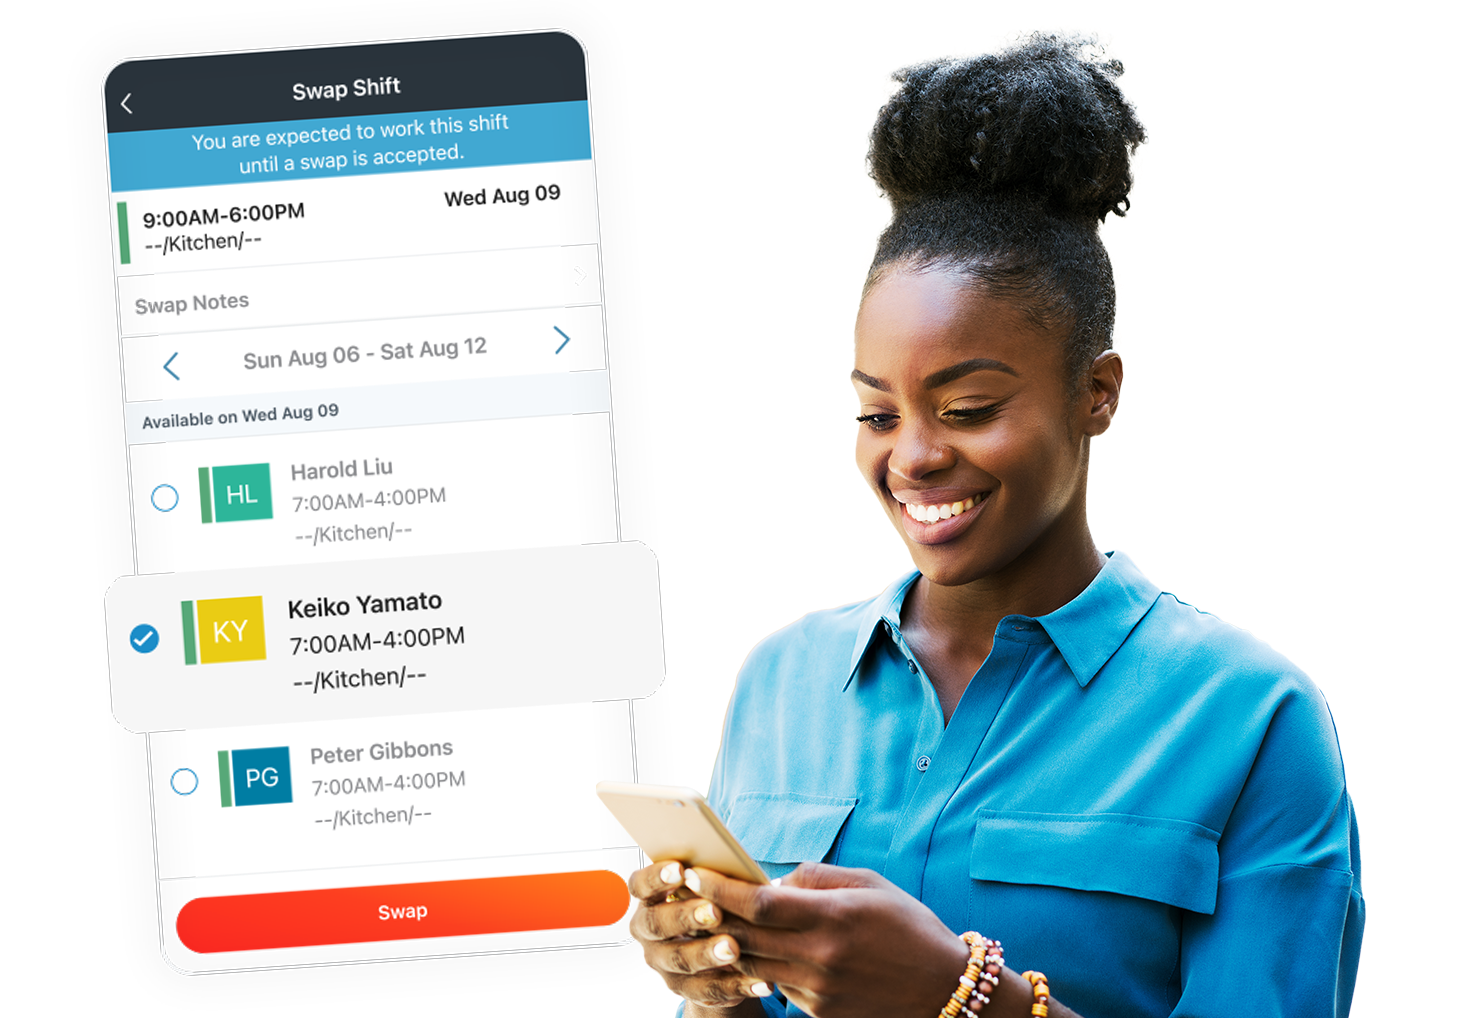 Swap Shift
You are expected to work this shift
until a swap is accepted.
9:00AM-6:00PM
Wed Aug 09
--/Kitchen/--
Swap Notes
Sun Aug 06 - Sat Aug 12
Available on Wed Aug 09
HL
Harold Liu
7:00AM-4:00PM
--/Kitchen/--
KY
Keiko Yamato
7:00AM-4:00PM
--/Kitchen/--
PG
Peter Gibbons
7:00AM-4:00PM
--/Kitchen/--
Swap